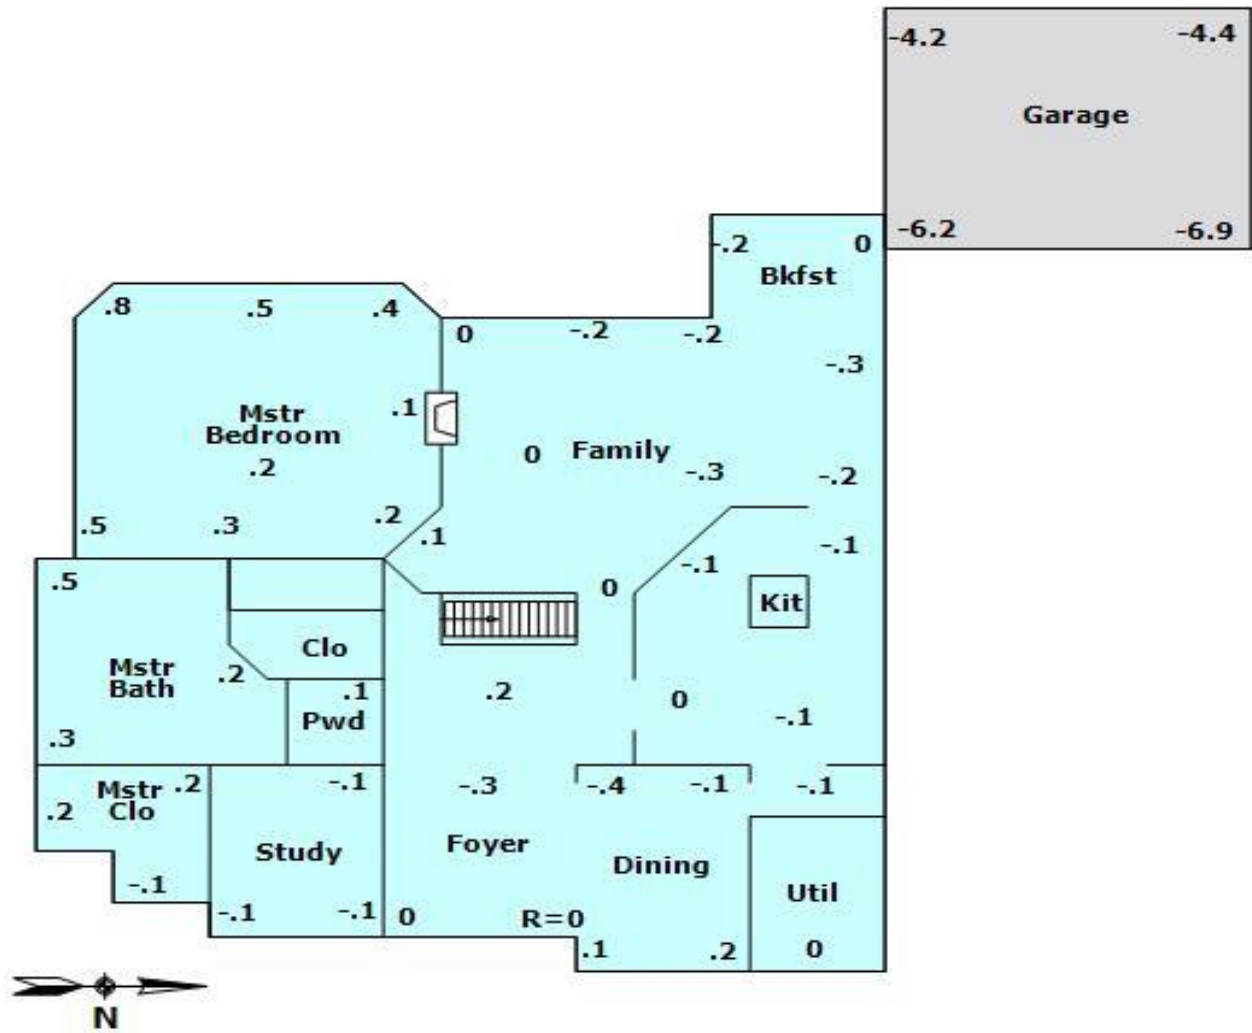 -4.2
-4.4
Garage
-6.2
-6.9
-.2
0
Bkfst
.8
.5
.4
0
-.2
-.2
-.3
.1
Mstr
Bedroom
.2
0
Family
-.3
-.2
.5
.3
.2
.1
-.1
-.1
.5
0
Kit
Clo
Mstr
Bath
.2
.1
.2
0
-.1
Pwd
.3
Mstr
Clo
.2
.2
-.1
-.3
-.4
-.1
-.1
Study
Foyer
Dining
Util
-.1
-.1
-.1
0
R=0
.1
.2
0
N